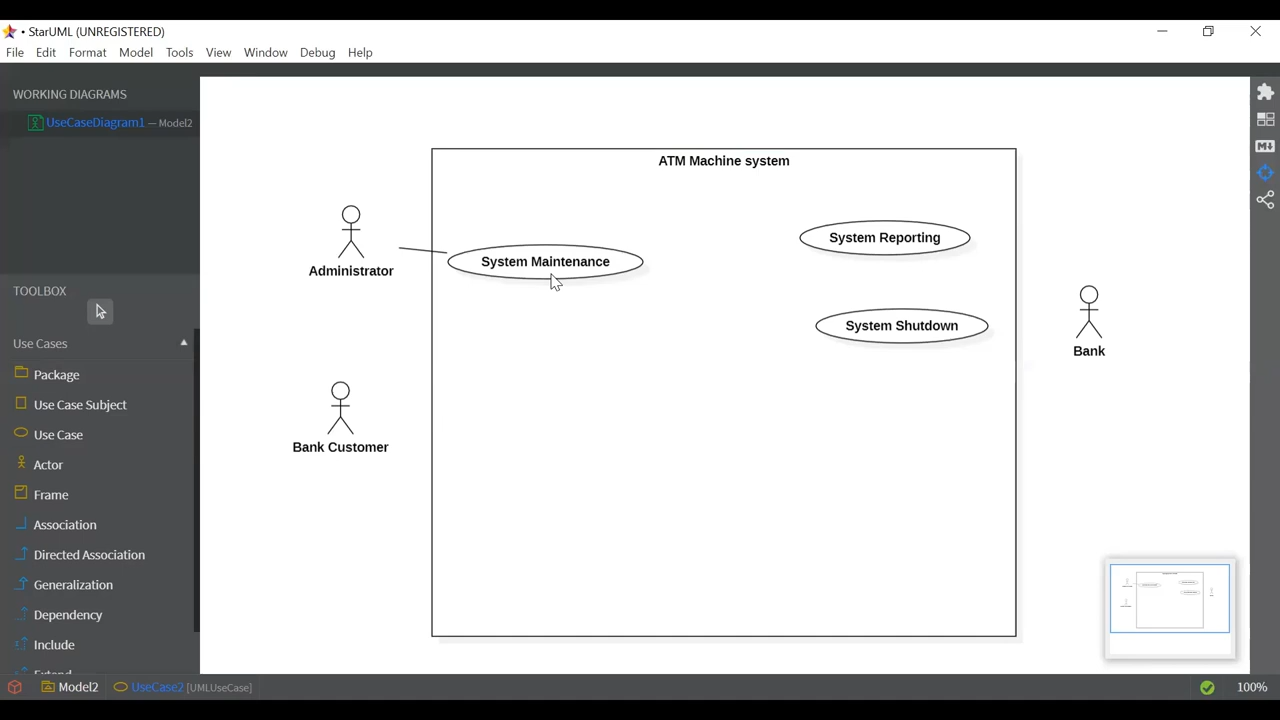 • StarUML (UNREGISTERED)
File Edit Format Model Tools View Window Debug Help
WORKING DIAGRAMS
UseCaseDiagram1 — Model2
TOOLBOX
Use Cases
Package
Use Case Subject
Use Case
Actor
Frame
Association
Directed Association
Generalization
Dependency
Include
Extend
ATM Machine system
Administrator
System Maintenance
System Reporting
System Shutdown
Bank
Bank Customer
M↓
Model2 UseCase2 [UMLUseCase]
100%